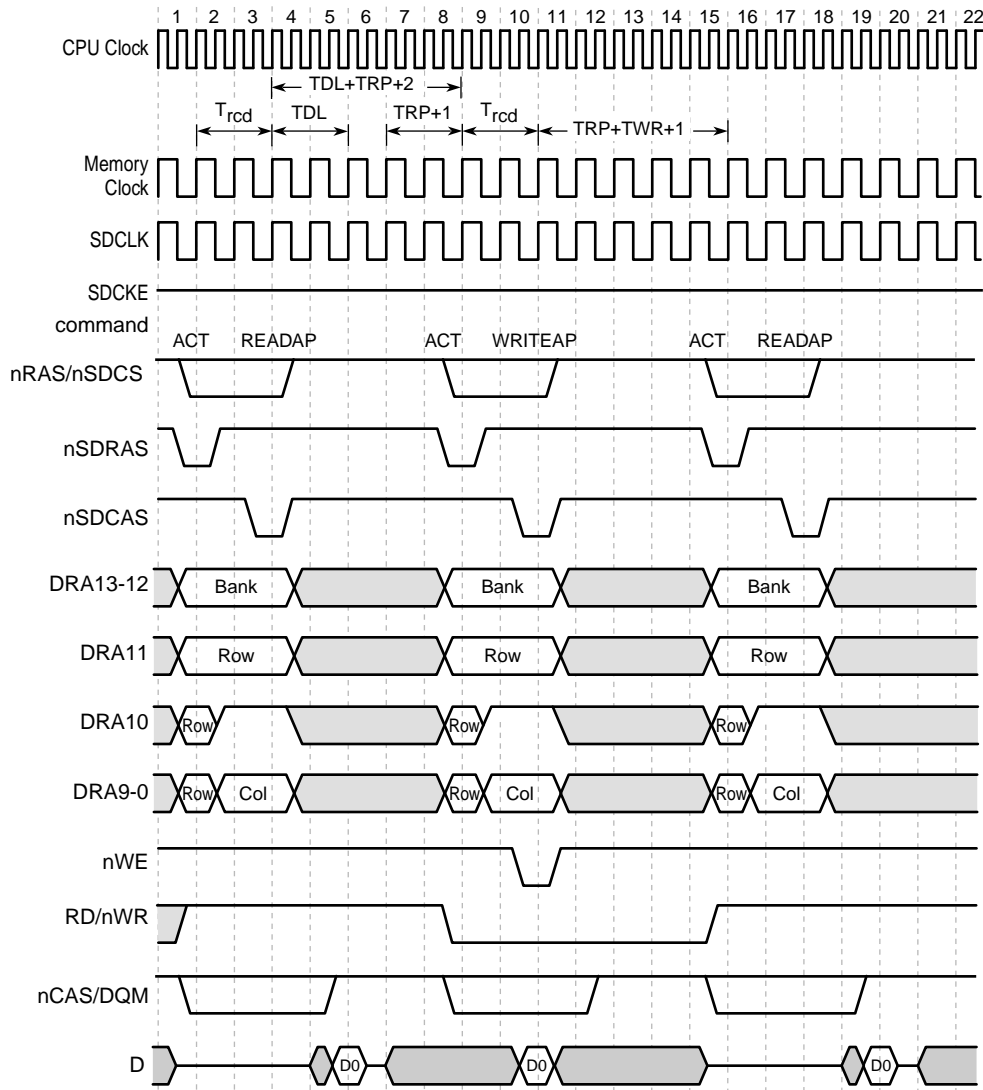 1 2 3 4 5 6 7 8 9 10 11 12 13 14 15 16 17 18 19 20 21 22
CPU Clock
TDL+TRP+2
Trcd TDL TRP+1 Trcd TRP+TWR+1
Memory
Clock
SDCLK
SDCKE
command
ACT READAP ACT WRITEAP ACT READAP
nRAS/nSDCS
nSDRAS
nSDCAS
DRA13-12 Bank Bank Bank
DRA11 Row Row Row
DRA10 Row Row Row
DRA9-0 Row Col Row Col Row Col
nWE
RD/nWR
nCAS/DQM
D D0 D0 D0